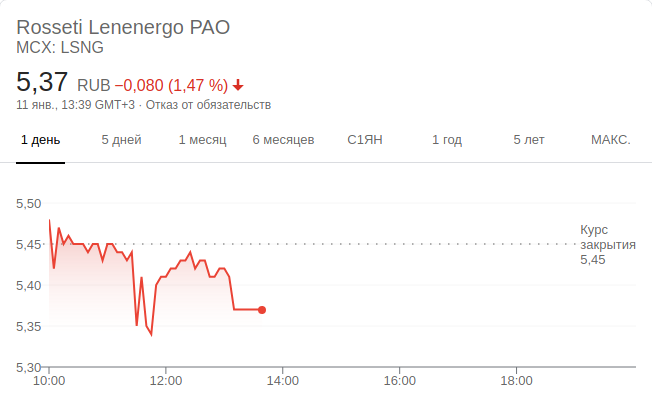 Rosseti Lenenergo PAO
MCX: LSNG
5,37 RUB −0,080 (1,47 %)
11 янв., 13:39 GMT+3 · Отказ от обязательств
1 день 5 дней 1 месяц 6 месяцев С1ЯН 1 год 5 лет МАКС.
5,50
Курс
закрытия
5,45
5,45
5,40
5,35
5,30
10:00 12:00 14:00 16:00 18:00